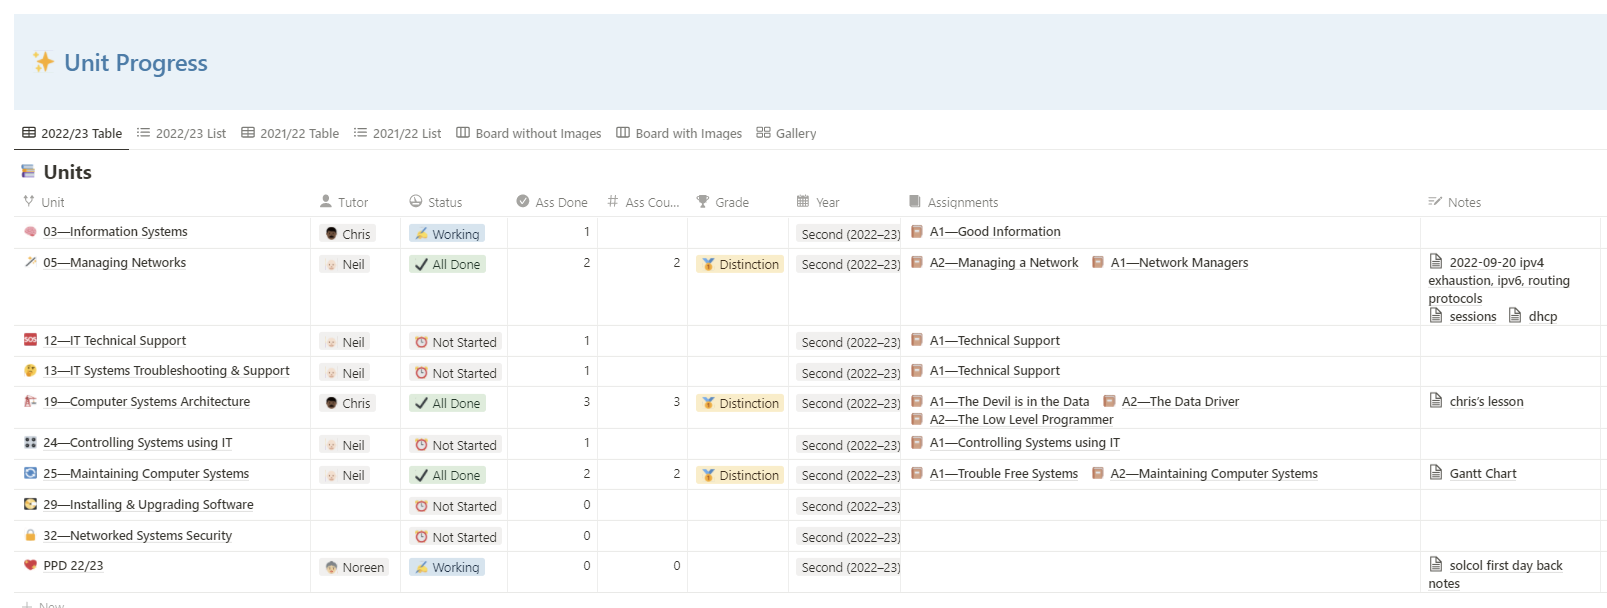 Unit Progress
2022/23 Table 2022/23 List 2021/22 Table 2021/22 List Board without Images Board with Images Gallery
Units
Unit Tutor Status Ass Done Ass Cou... Grade Year Assignments Notes
03—Information Systems Chris Working 1 Second (2022–23) A1—Good Information
05—Managing Networks Neil All Done 2 2 Distinction Second (2022–23) A2—Managing a Network A1—Network Managers 2022-09-20 ipv4
exhaustion, ipv6, routing
protocols
sessions dhcp
12—IT Technical Support Neil Not Started 1 Second (2022–23) A1—Technical Support
13—IT Systems Troubleshooting & Support Neil Not Started 1 Second (2022–23) A1—Technical Support
19—Computer Systems Architecture Chris All Done 3 3 Distinction Second (2022–23) A1—The Devil is in the Data A2—The Data Driver chris's lesson
A2—The Low Level Programmer
24—Controlling Systems using IT Neil Not Started 1 Second (2022–23) A1—Controlling Systems using IT
25—Maintaining Computer Systems Neil All Done 2 2 Distinction Second (2022–23) A1—Trouble Free Systems A2—Maintaining Computer Systems Gantt Chart
29—Installing & Upgrading Software Not Started 0 Second (2022–23)
32—Networked Systems Security Not Started 0 Second (2022–23)
PPD 22/23 Noreen Working 0 0 Second (2022–23) solcol first day back
notes
New